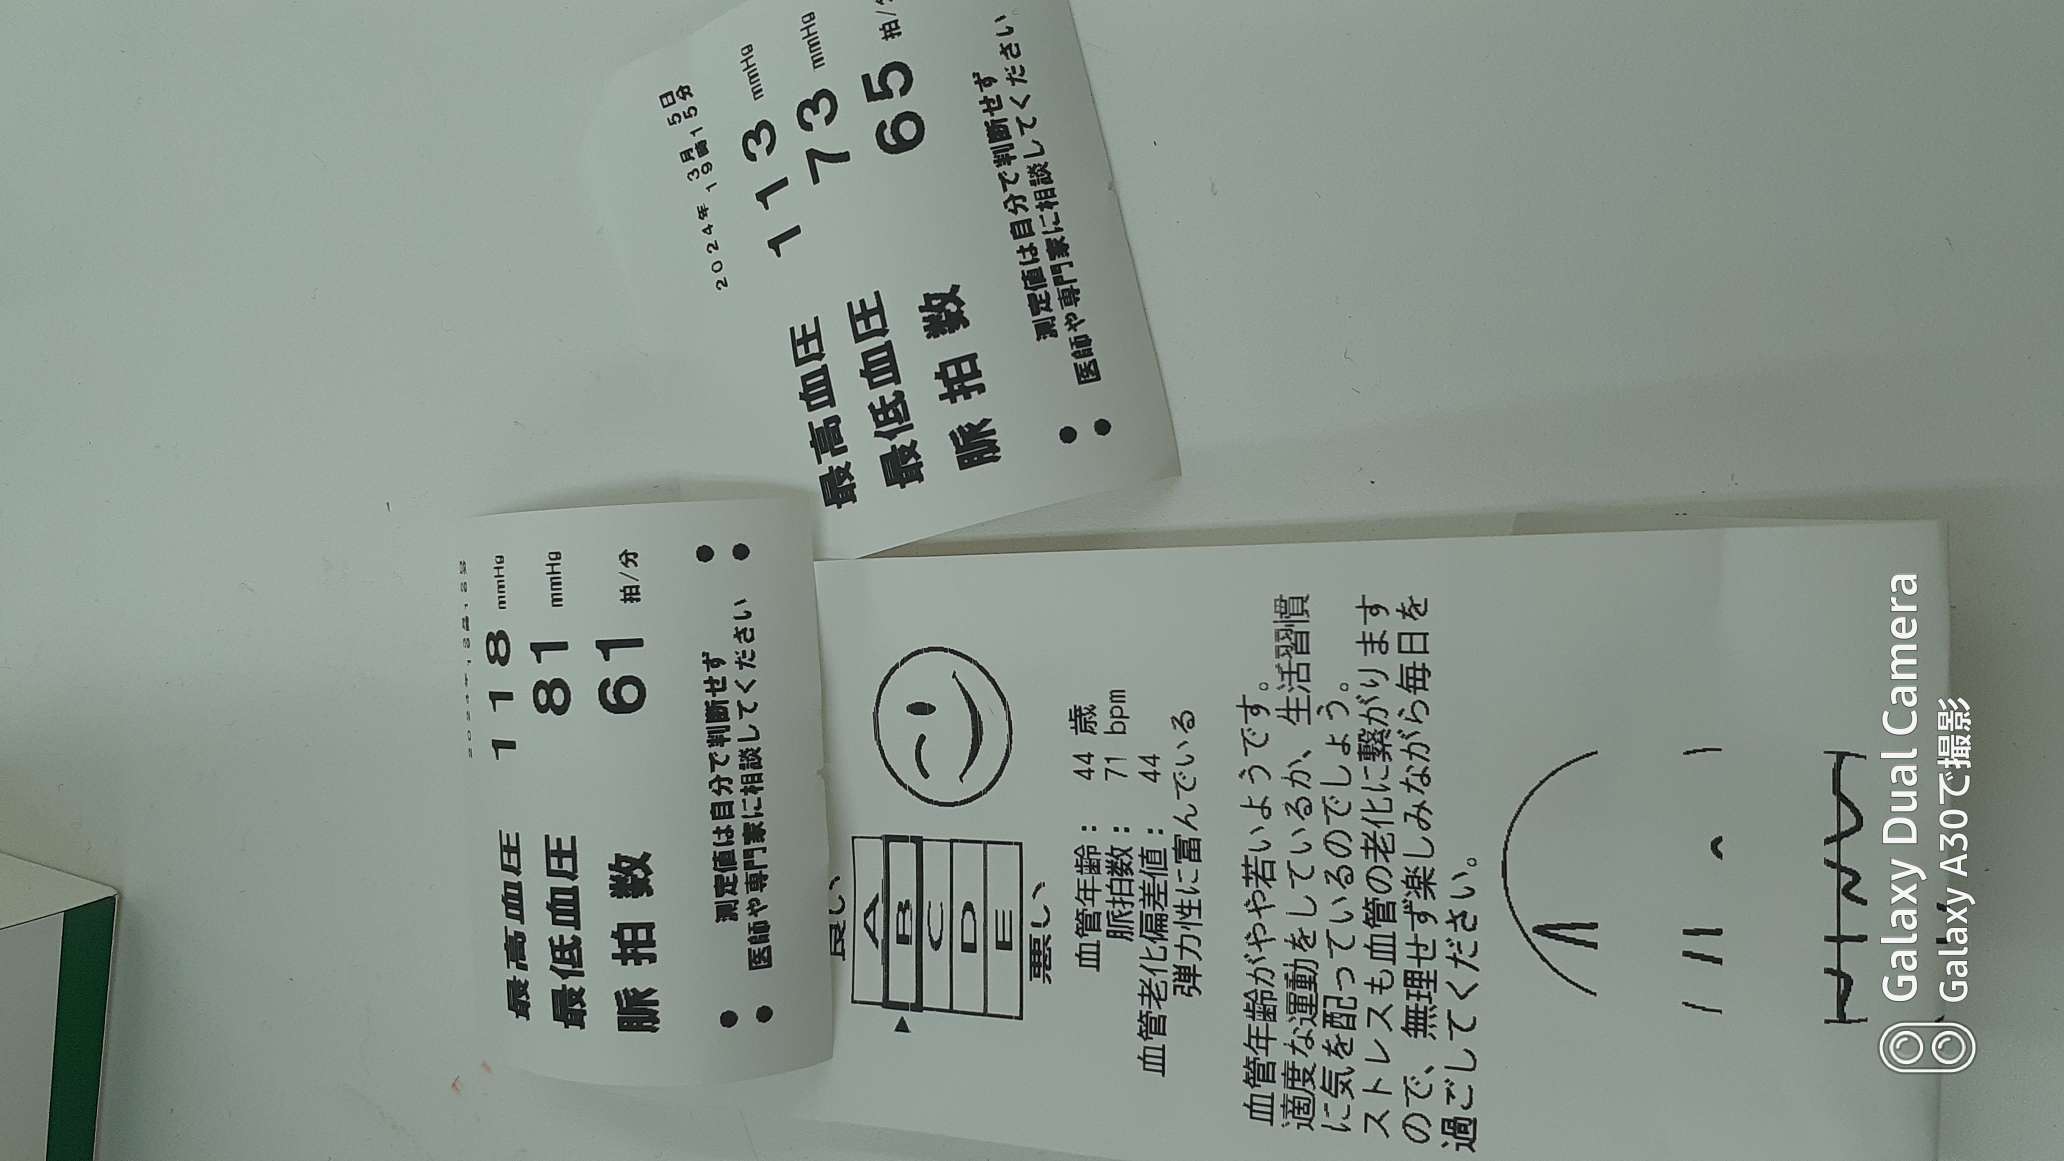 2024年 3月 5日
19時15分
最高血圧 113 mmHg
最低血圧 73 mmHg
脈拍数 65 拍/
測定値は自分で判断せず
医師や専門家に相談してください
最高血圧 118 mmHg
最低血圧 81 mmHg
脈拍数 61 拍/分
測定値は自分で判断せず
医師や専門家に相談してください
良い
A
B
C
D
E
悪い
血管年齢: 44 歳
脈拍数: 71 bpm
血管老化偏差値: 44
弾力性に富んでいる
血管年齢がやや若いようです。
適度な運動をしているか、生活習慣
に気を配っているのでしょう。
ストレスも血管の老化に繋がります
ので、無理せず楽しみながら毎日を
過ごしてください。
Galaxy Dual Camera
Galaxy A30で撮影